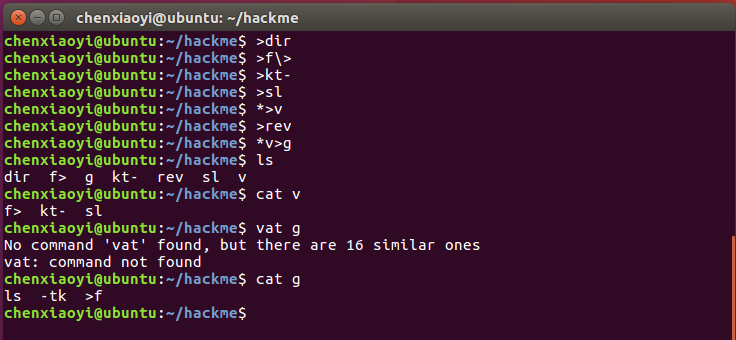 chenxiaoyi@ubuntu: ~/hackme
chenxiaoyi@ubuntu:~/hackme$ >dir
chenxiaoyi@ubuntu:~/hackme$ >f\>
chenxiaoyi@ubuntu:~/hackme$ >kt-
chenxiaoyi@ubuntu:~/hackme$ >sl
chenxiaoyi@ubuntu:~/hackme$ *>v
chenxiaoyi@ubuntu:~/hackme$ >rev
chenxiaoyi@ubuntu:~/hackme$ *v>g
chenxiaoyi@ubuntu:~/hackme$ ls
dir  f>  g  kt-  rev  sl  v
chenxiaoyi@ubuntu:~/hackme$ cat v
f>  kt-  sl
chenxiaoyi@ubuntu:~/hackme$ vat g
No command 'vat' found, but there are 16 similar ones
vat: command not found
chenxiaoyi@ubuntu:~/hackme$ cat g
ls  -tk  >f
chenxiaoyi@ubuntu:~/hackme$